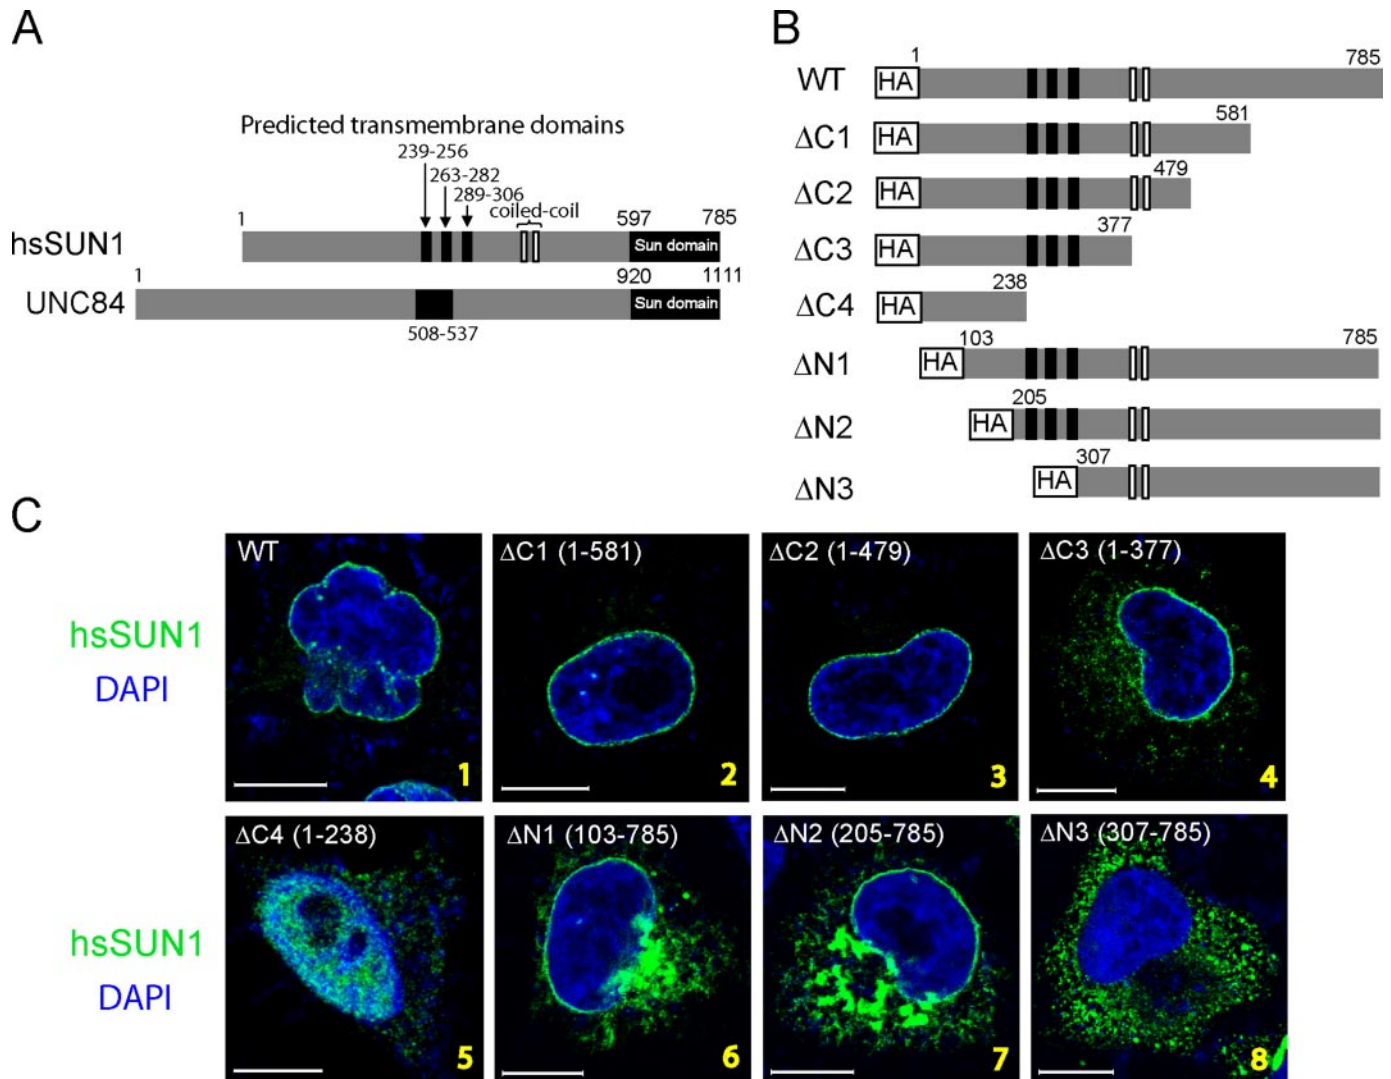 A
Predicted transmembrane domains
239-256
263-282
289-306
coiled-coil
1 597 785
hsSUN1 Sun domain
1 920 1111
UNC84 Sun domain
508-537
B
1 785
WT HA
581
ΔC1 HA
479
ΔC2 HA
377
ΔC3 HA
238
ΔC4 HA
103 785
ΔN1 HA
205
ΔN2 HA
307
ΔN3 HA
C
WT ΔC1 (1-581) ΔC2 (1-479) ΔC3 (1-377)
hsSUN1
DAPI
1 2 3 4
ΔC4 (1-238) ΔN1 (103-785) ΔN2 (205-785) ΔN3 (307-785)
hsSUN1
DAPI
5 6 7 8